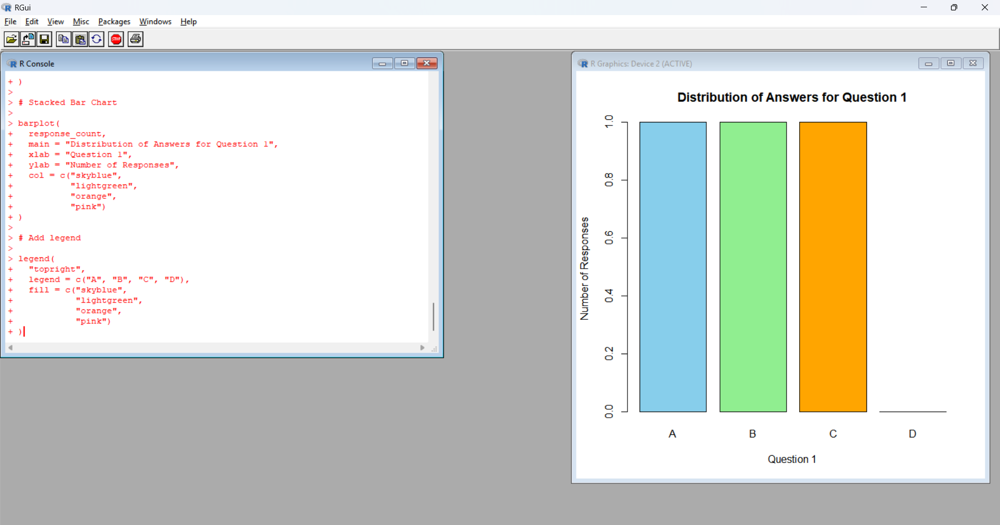 RGui
File Edit View Misc Packages Windows Help
STOP
R Console
+ )
>
> # Stacked Bar Chart
>
> barplot(
+   response_count,
+   main = "Distribution of Answers for Question 1",
+   xlab = "Question 1",
+   ylab = "Number of Responses",
+   col = c("skyblue",
+           "lightgreen",
+           "orange",
+           "pink")
+ )
>
> # Add legend
>
> legend(
+   "topright",
+   legend = c("A", "B", "C", "D"),
+   fill = c("skyblue",
+            "lightgreen",
+            "orange",
+            "pink")
+ )
R Graphics: Device 2 (ACTIVE)
Distribution of Answers for Question 1
Number of Responses
1.0
0.8
0.6
0.4
0.2
0.0
A B C D
Question 1